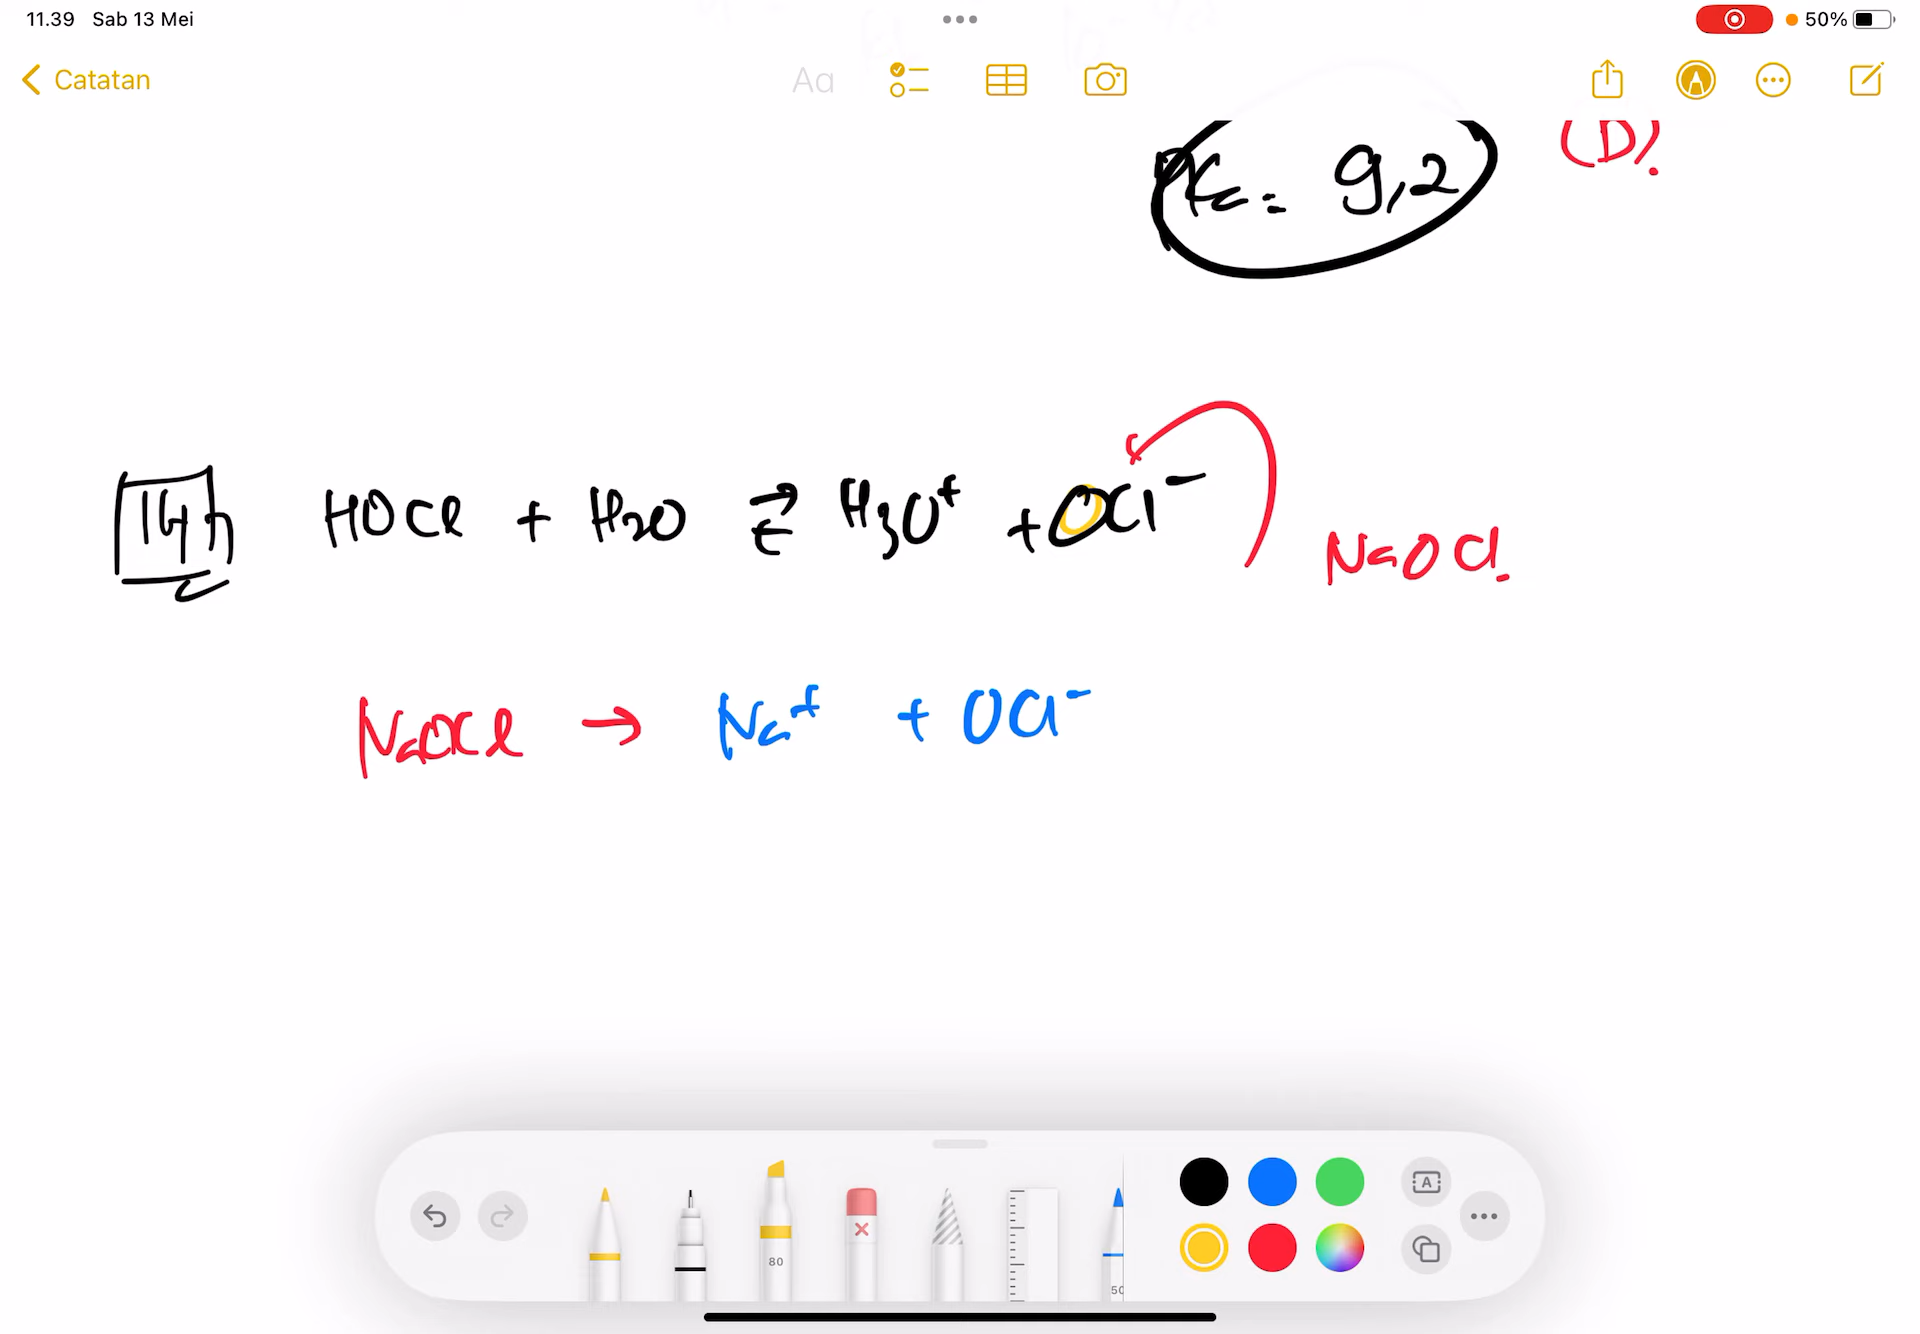 11.39 Sab 13 Mei
50%
Catatan
Aa
(D).
Kc = 9,2
14 HOCl + H2O ⇄ H3O+ + OCl-
NaOCl.
NaOCl → Na+ + OCl-
80
50
A